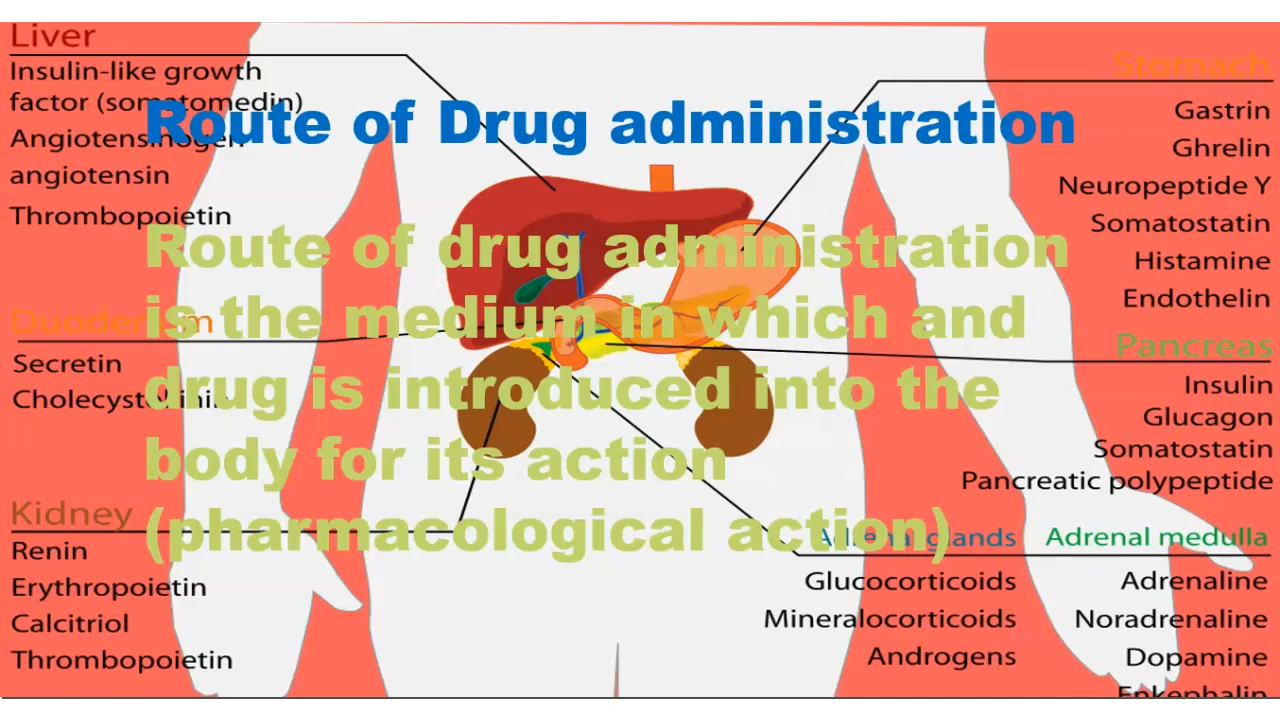 Liver
Insulin-like growth
factor (somatomedin)
Angiotensinogen
angiotensin
Thrombopoietin
Route of Drug administration
Route of drug administration
is the medium in which and
drug is introduced into the
body for its action
(pharmacological action)
Stomach
Gastrin
Ghrelin
Neuropeptide Y
Somatostatin
Histamine
Endothelin
Secretin
Pancreas
Insulin
Glucagon
Somatostatin
Pancreatic polypeptide
Kidney
Renin
Erythropoietin
Calcitriol
Thrombopoietin
Adrenal glands
Glucocorticoids
Mineralocorticoids
Androgens
Adrenal medulla
Adrenaline
Noradrenaline
Dopamine
Enkephalin